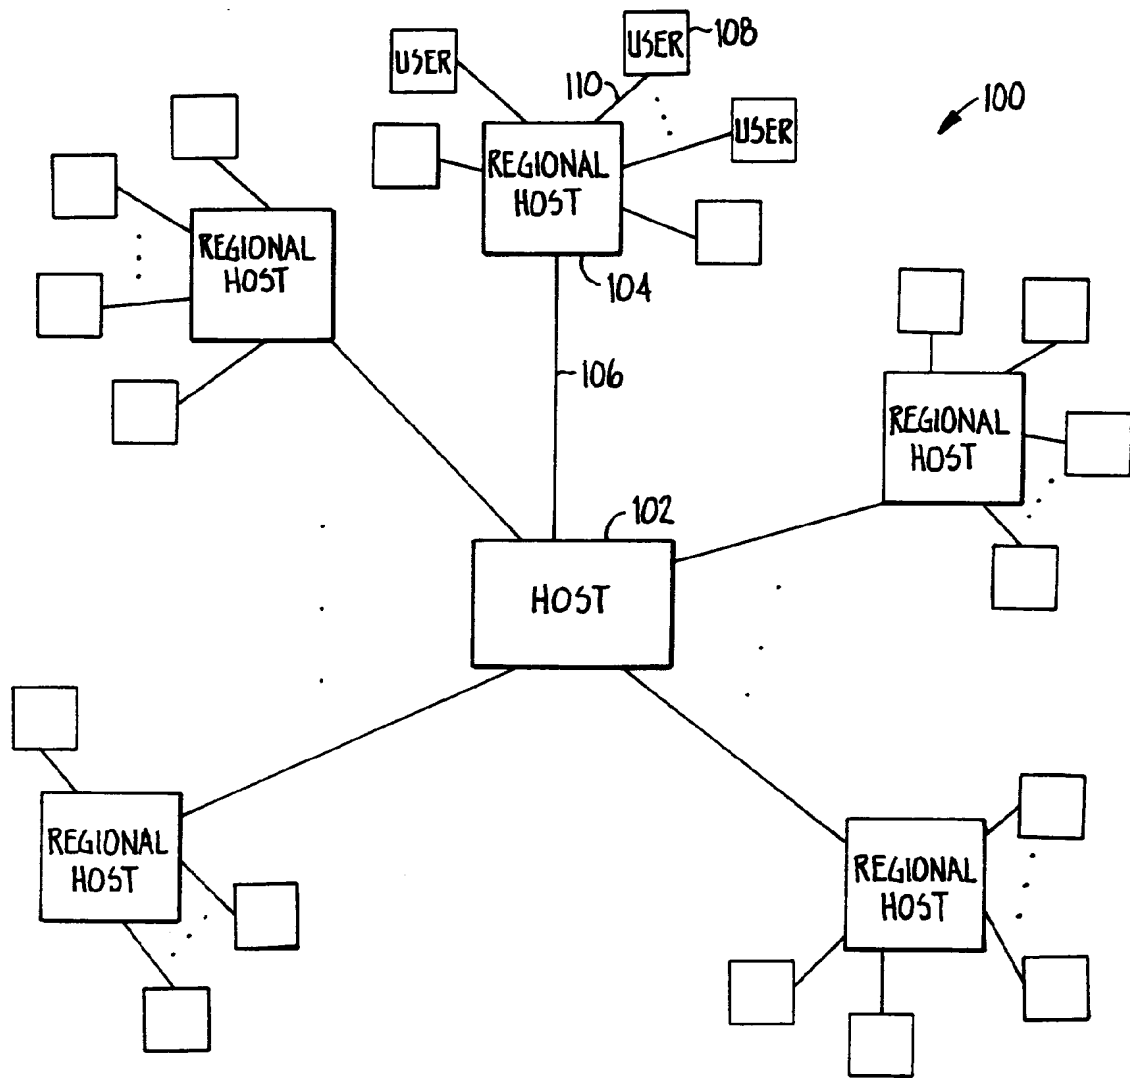 USER
USER
108
110
100
USER
REGIONAL
HOST
104
REGIONAL
HOST
106
REGIONAL
HOST
102
HOST
REGIONAL
HOST
REGIONAL
HOST